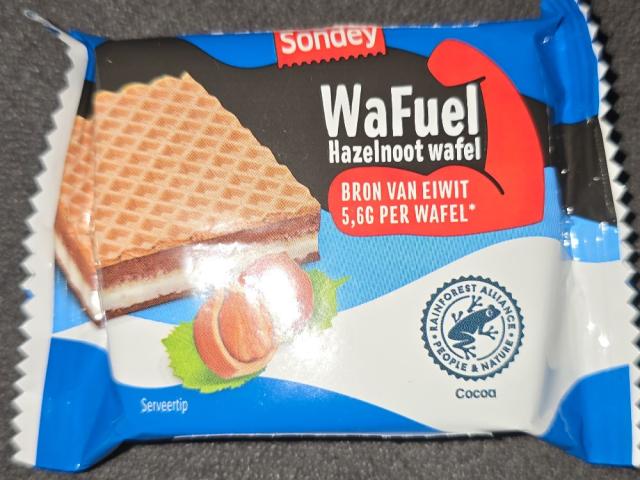 Sondey
WaFuel
Hazelnoot wafel
BRON VAN EIWIT
5,6G PER WAFEL*
RAINFOREST ALLIANCE
PEOPLE & NATURE
Cocoa
Serveertip